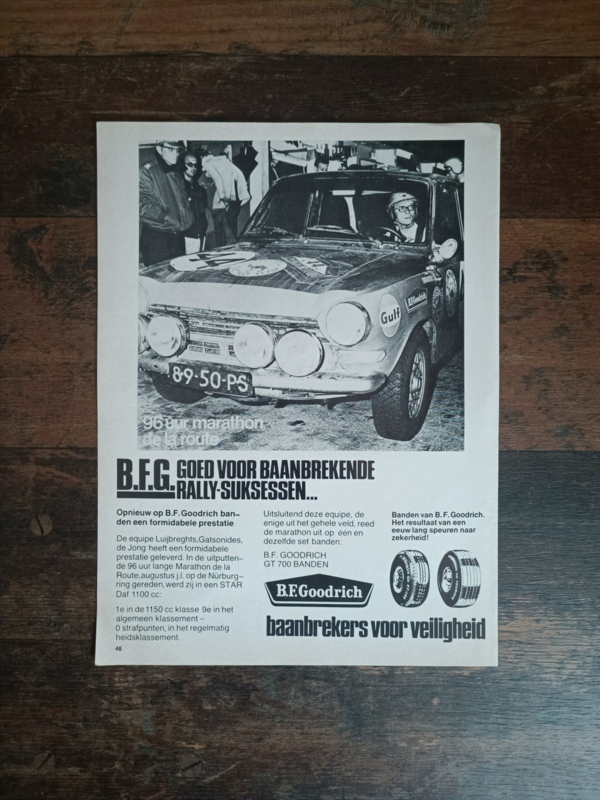 Gulf
B.F.Goodrich
89-50-PS
96 uur marathon
de la route
B.F.G. GOED VOOR BAANBREKENDE
RALLY-SUKSESSEN...
Opnieuw op B.F.Goodrich ban-
den een formidabele prestatie
De equipe Luijbreghts,Gatsonides,
de Jong heeft een formidabele
prestatie geleverd. In de uitputten-
de 96 uur lange Marathon de la
Route,augustus j.l. op de Nürburg-
ring gereden,werd zij in een STAR
Daf 1100 cc:
1e in de 1150 cc klasse 9e in het
algemeen klassement -
0 strafpunten, in het regelmatig
heidsklassement.
46
Uitsluitend deze equipe, de
enige uit het gehele veld, reed
de marathon uit op één en
dezelfde set banden:
B.F. GOODRICH
GT 700 BANDEN
B.F.Goodrich
Banden van B.F.Goodrich.
Het resultaat van een
eeuw lang speuren naar
zekerheid!
baanbrekers voor veiligheid